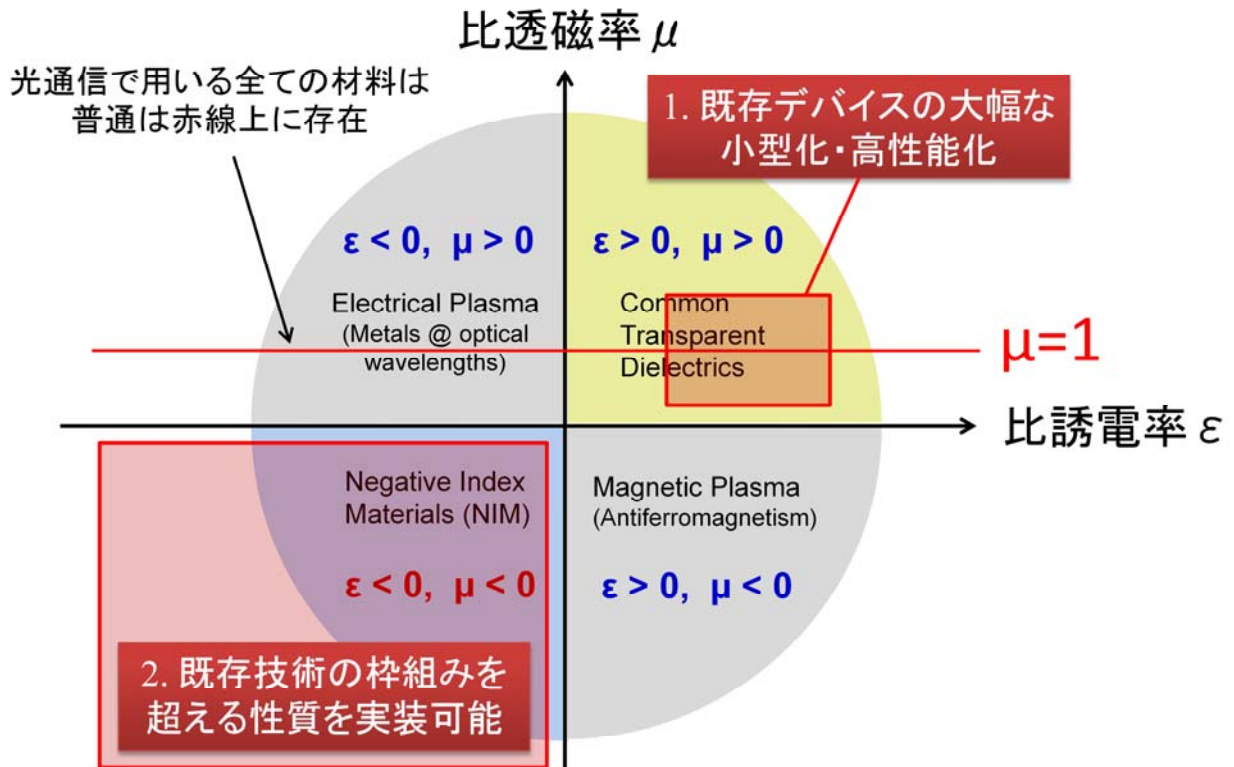 比透磁率 μ
光通信で用いる全ての材料は
普通は赤線上に存在
1. 既存デバイスの大幅な
小型化・高性能化
ε < 0, μ > 0
ε > 0, μ > 0
Electrical Plasma
(Metals @ optical
wavelengths)
Common
Transparent
Dielectrics
μ=1
比誘電率 ε
Negative Index
Materials (NIM)
Magnetic Plasma
(Antiferromagnetism)
ε < 0, μ < 0
ε > 0, μ < 0
2. 既存技術の枠組みを
超える性質を実装可能